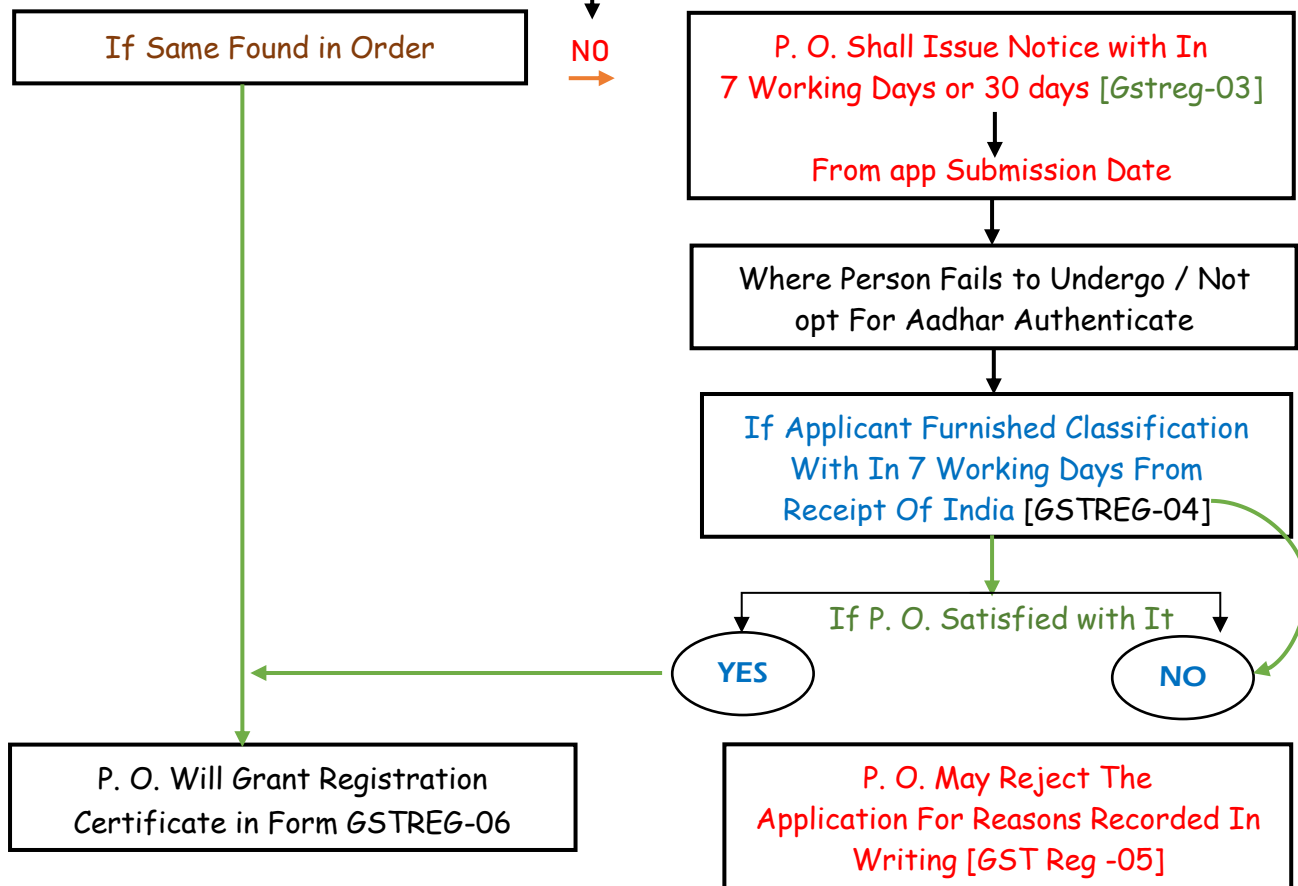 If Same Found in Order
NO
P. O. Shall Issue Notice with In
7 Working Days or 30 days [Gstreg-03]
From app Submission Date
Where Person Fails to Undergo / Not
opt For Aadhar Authenticate
If Applicant Furnished Classification
With In 7 Working Days From
Receipt Of India [GSTREG-04]
If P. O. Satisfied with It
YES
NO
P. O. Will Grant Registration
Certificate in Form GSTREG-06
P. O. May Reject The
Application For Reasons Recorded In
Writing [GST Reg -05]